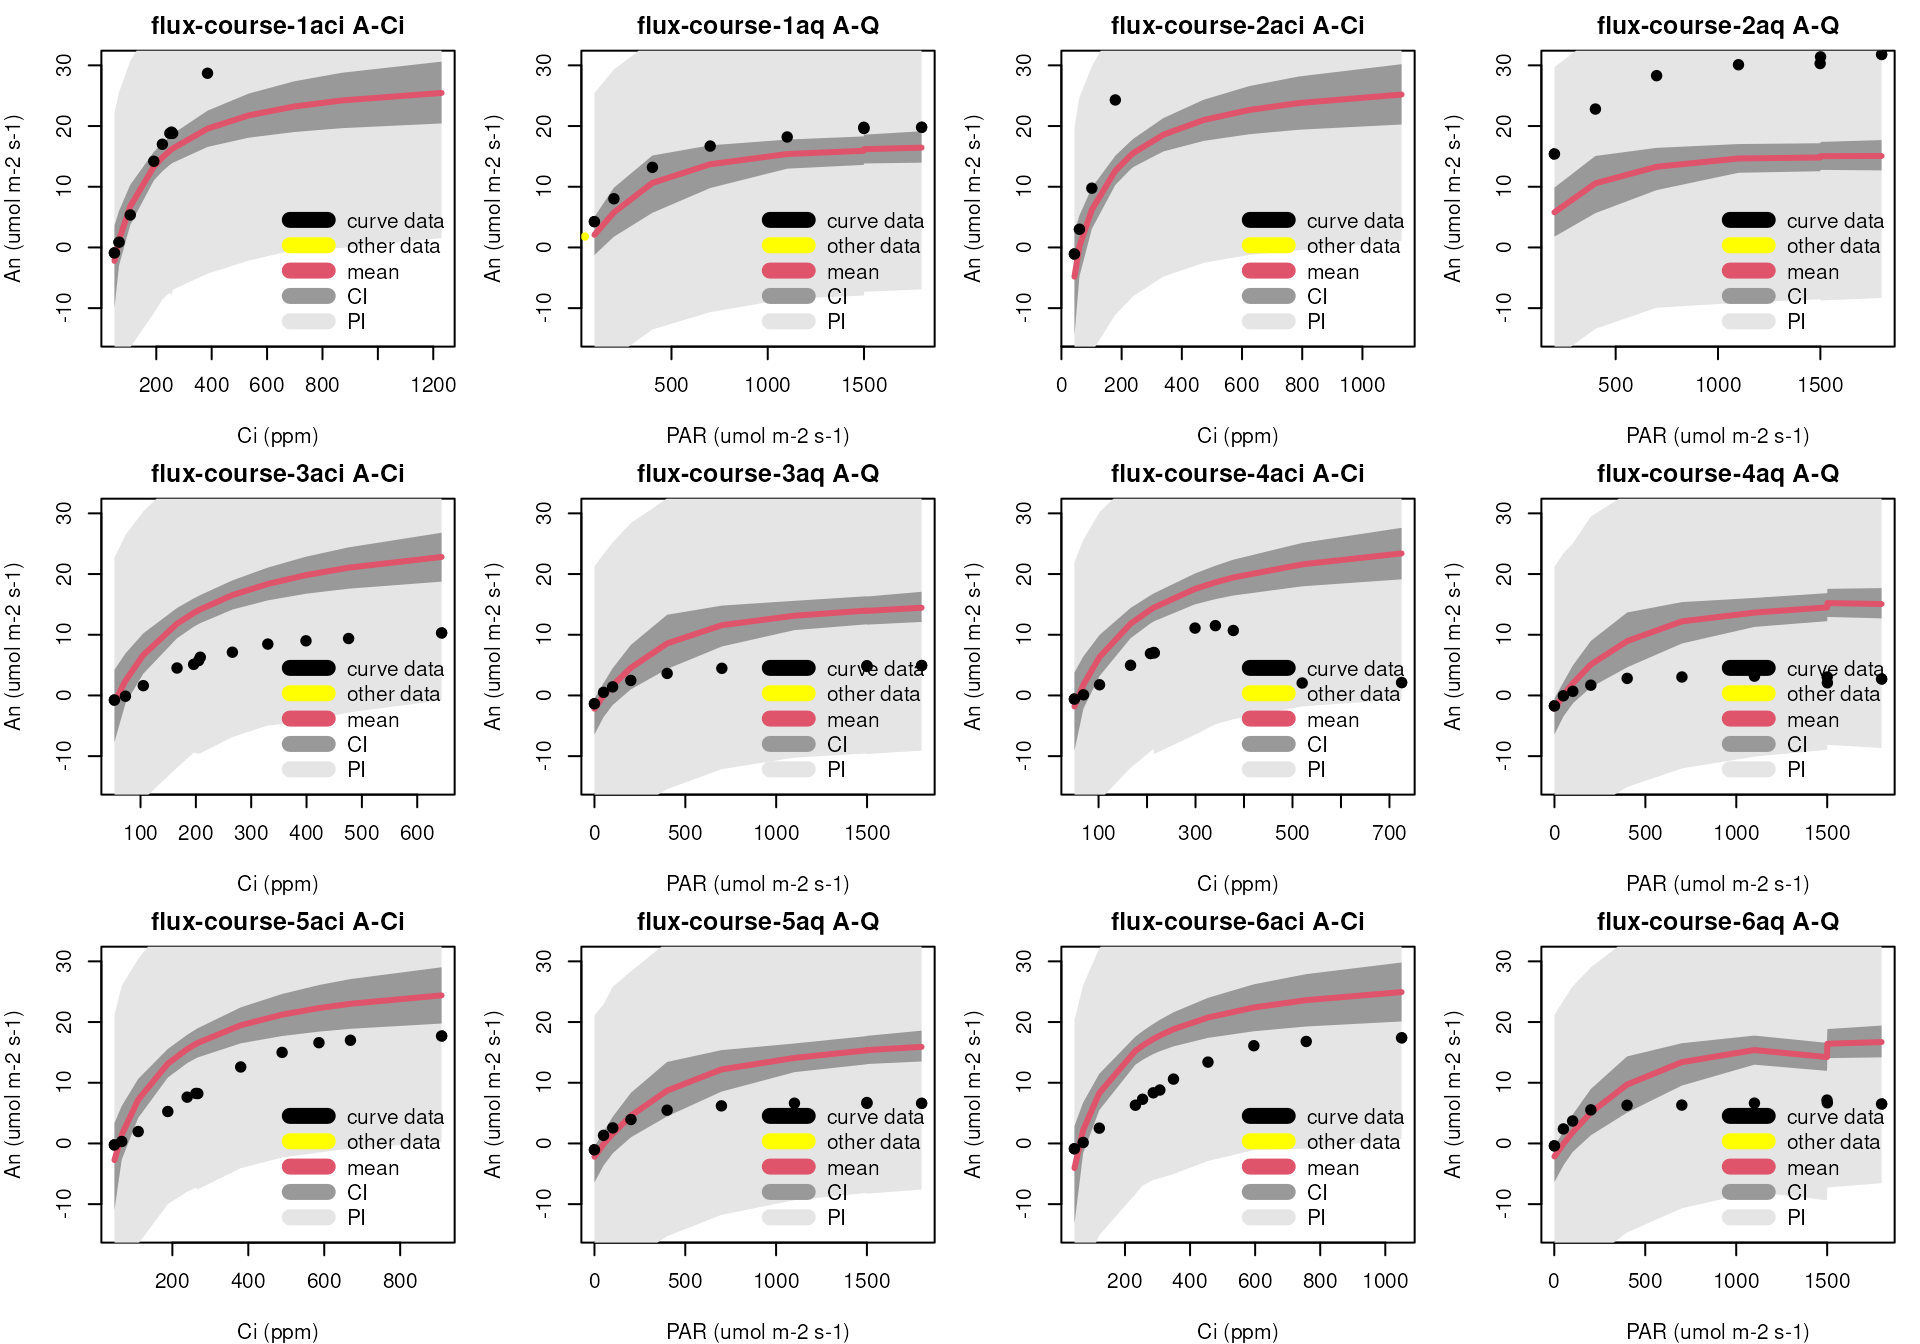 flux-course-1aci A-Ci
An (umol m-2 s-1)
30
20
10
0
-10
curve data
other data
mean
CI
PI
200 400 600 800 1200
Ci (ppm)
flux-course-1aq A-Q
An (umol m-2 s-1)
30
20
10
0
-10
curve data
other data
mean
CI
PI
500 1000 1500
PAR (umol m-2 s-1)
flux-course-2aci A-Ci
An (umol m-2 s-1)
30
20
10
0
-10
curve data
other data
mean
CI
PI
0 200 400 600 800 1000
Ci (ppm)
flux-course-2aq A-Q
An (umol m-2 s-1)
30
20
10
0
-10
curve data
other data
mean
CI
PI
500 1000 1500
PAR (umol m-2 s-1)
flux-course-3aci A-Ci
An (umol m-2 s-1)
30
20
10
0
-10
curve data
other data
mean
CI
PI
100 200 300 400 500 600
Ci (ppm)
flux-course-3aq A-Q
An (umol m-2 s-1)
30
20
10
0
-10
curve data
other data
mean
CI
PI
0 500 1000 1500
PAR (umol m-2 s-1)
flux-course-4aci A-Ci
An (umol m-2 s-1)
30
20
10
0
-10
curve data
other data
mean
CI
PI
100 300 500 700
Ci (ppm)
flux-course-4aq A-Q
An (umol m-2 s-1)
30
20
10
0
-10
curve data
other data
mean
CI
PI
0 500 1000 1500
PAR (umol m-2 s-1)
flux-course-5aci A-Ci
An (umol m-2 s-1)
30
20
10
0
-10
curve data
other data
mean
CI
PI
200 400 600 800
Ci (ppm)
flux-course-5aq A-Q
An (umol m-2 s-1)
30
20
10
0
-10
curve data
other data
mean
CI
PI
0 500 1000 1500
PAR (umol m-2 s-1)
flux-course-6aci A-Ci
An (umol m-2 s-1)
30
20
10
0
-10
curve data
other data
mean
CI
PI
200 400 600 800 1000
Ci (ppm)
flux-course-6aq A-Q
An (umol m-2 s-1)
30
20
10
0
-10
curve data
other data
mean
CI
PI
0 500 1000 1500
PAR (umol m-2 s-1)